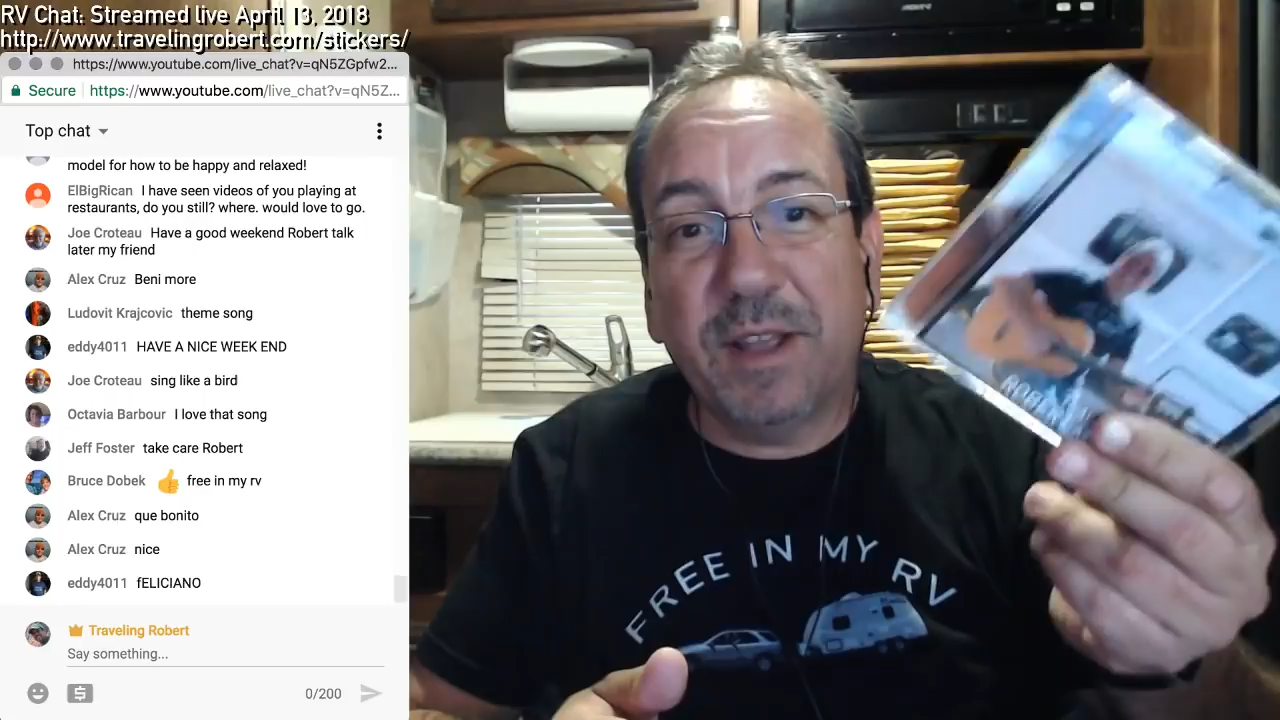 RV Chat: Streamed live April 13, 2018
http://www.travelingrobert.com/stickers/
https://www.youtube.com/live_chat?v=qN5ZGpfw2...
Secure
https://www.youtube.com/live_chat?v=qN5Z...
Top chat
model for how to be happy and relaxed!
ElBigRican I have seen videos of you playing at
restaurants, do you still? where. would love to go.
Joe Croteau Have a good weekend Robert talk
later my friend
Alex Cruz Beni more
Ludovit Krajcovic theme song
eddy4011 HAVE A NICE WEEK END
Joe Croteau sing like a bird
Octavia Barbour I love that song
Jeff Foster take care Robert
Bruce Dobek 👍 free in my rv
Alex Cruz que bonito
Alex Cruz nice
eddy4011 fELICIANO
Traveling Robert
Say something...
0/200
FREE IN MY RV